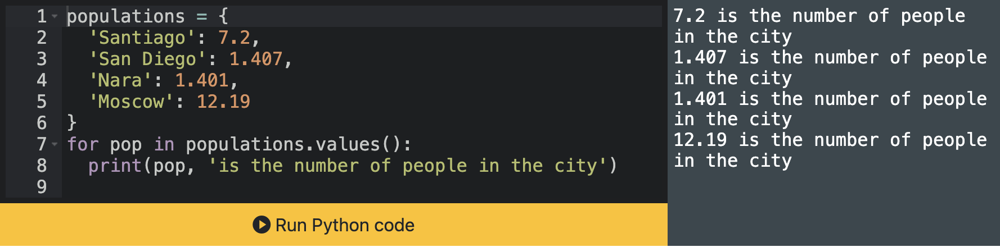 1 populations = {
2   'Santiago': 7.2,
3   'San Diego': 1.407,
4   'Nara': 1.401,
5   'Moscow': 12.19
6 }
7 for pop in populations.values():
8   print(pop, 'is the number of people in the city')
9
Run Python code
7.2 is the number of people
in the city
1.407 is the number of people
in the city
1.401 is the number of people
in the city
12.19 is the number of people
in the city